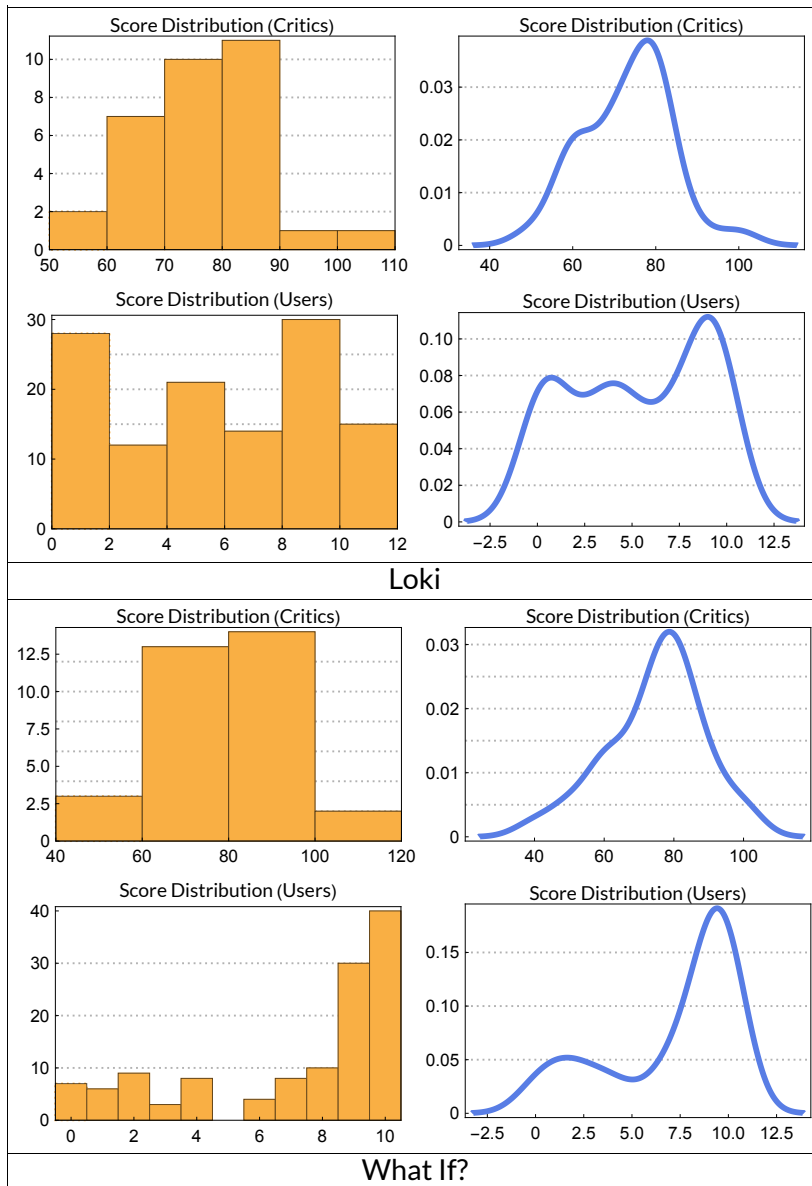 Score Distribution (Critics)
10
8
6
4
2
0
50 60 70 80 90 100 110
Score Distribution (Critics)
0.03
0.02
0.01
0
40 60 80 100
Score Distribution (Users)
30
20
10
0
0 2 4 6 8 10 12
Score Distribution (Users)
0.10
0.08
0.06
0.04
0.02
0
−2.5 0 2.5 5.0 7.5 10.0 12.5
Loki
Score Distribution (Critics)
12.5
10.0
7.5
5.0
2.5
0
40 60 80 100 120
Score Distribution (Critics)
0.03
0.02
0.01
0
40 60 80 100
Score Distribution (Users)
40
30
20
10
0
0 2 4 6 8 10
Score Distribution (Users)
0.15
0.10
0.05
0
−2.5 0 2.5 5.0 7.5 10.0 12.5
What If?